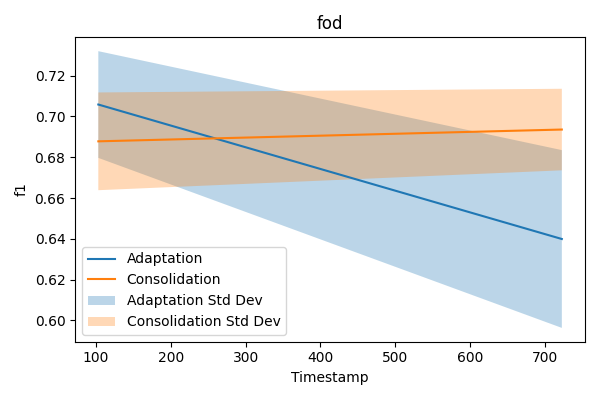 fod
f1
0.72
0.70
0.68
0.66
0.64
0.62
0.60
Adaptation
Consolidation
Adaptation Std Dev
Consolidation Std Dev
100 200 300 400 500 600 700
Timestamp